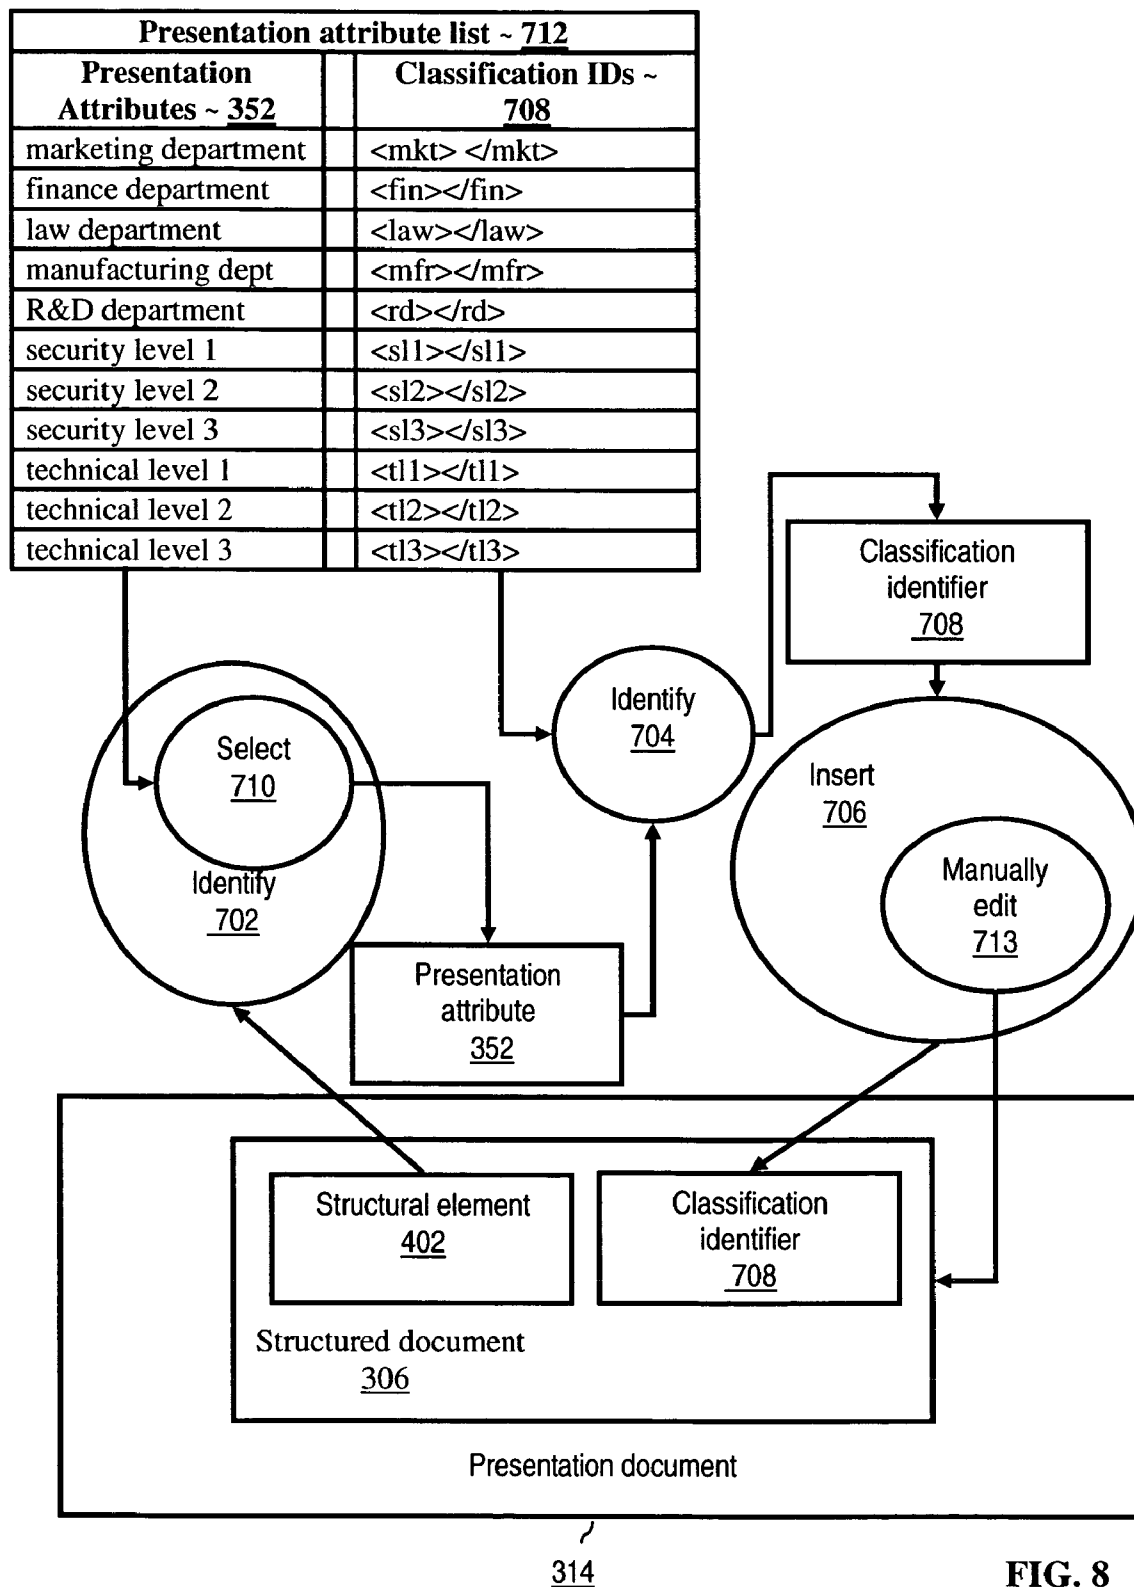 Presentation attribute list ~ 712
Presentation Attributes ~ 352
Classification IDs ~ 708
marketing department <mkt> </mkt>
finance department <fin></fin>
law department <law></law>
manufacturing dept <mfr></mfr>
R&D department <rd></rd>
security level 1 <sl1></sl1>
security level 2 <sl2></sl2>
security level 3 <sl3></sl3>
technical level 1 <tl1></tl1>
technical level 2 <tl2></tl2>
technical level 3 <tl3></tl3>
Classification
identifier
708
Identify
704
Select
710
Identify
702
Insert
706
Manually
edit
713
Presentation
attribute
352
Structural element
402
Classification
identifier
708
Structured document
306
Presentation document
314
FIG. 8